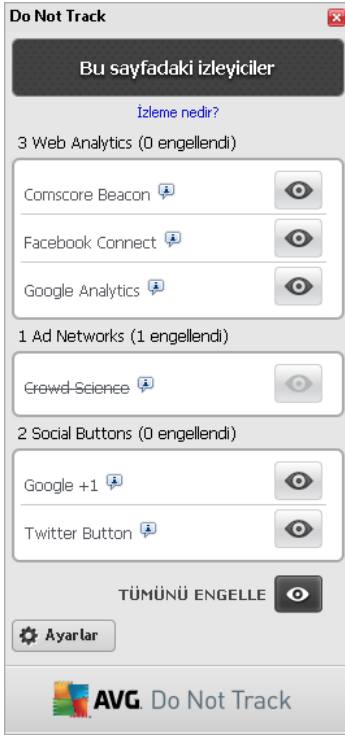 Do Not Track
Bu sayfadaki izleyiciler
İzleme nedir?
3 Web Analytics (0 engellendi)
Comscore Beacon
Facebook Connect
Google Analytics
1 Ad Networks (1 engellendi)
Crowd Science
2 Social Buttons (0 engellendi)
Google +1
Twitter Button
TÜMÜNÜ ENGELLE
Ayarlar
AVG. Do Not Track